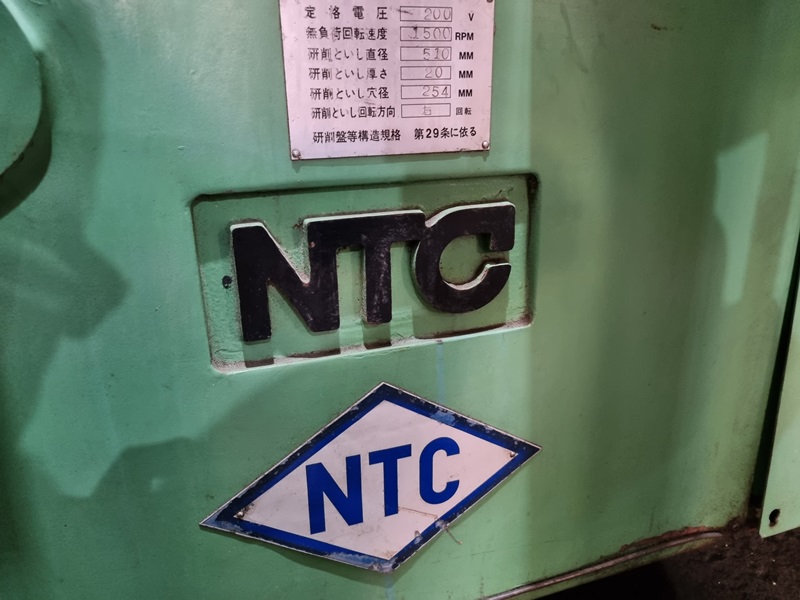 定格電圧 200 V
無負荷回転速度 1500 RPM
研削といし直径 510 MM
研削といし厚さ 20 MM
研削といし穴径 254 MM
研削といし回転方向 右 回転
研削盤等構造規格 第29条に依る
NTC
NTC